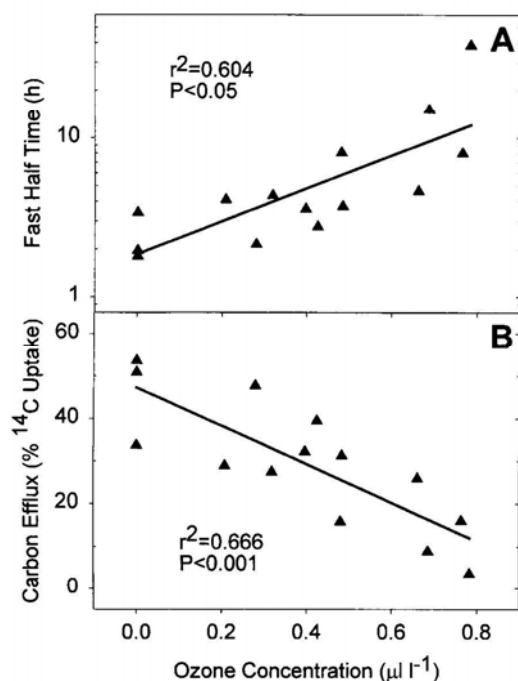 A
r²=0.604
P<0.05
Fast Half Time (h)
10
1
B
60
40
20
0
Carbon Efflux (% ¹⁴C Uptake)
r²=0.666
P<0.001
0.0 0.2 0.4 0.6 0.8
Ozone Concentration (μl l⁻¹)